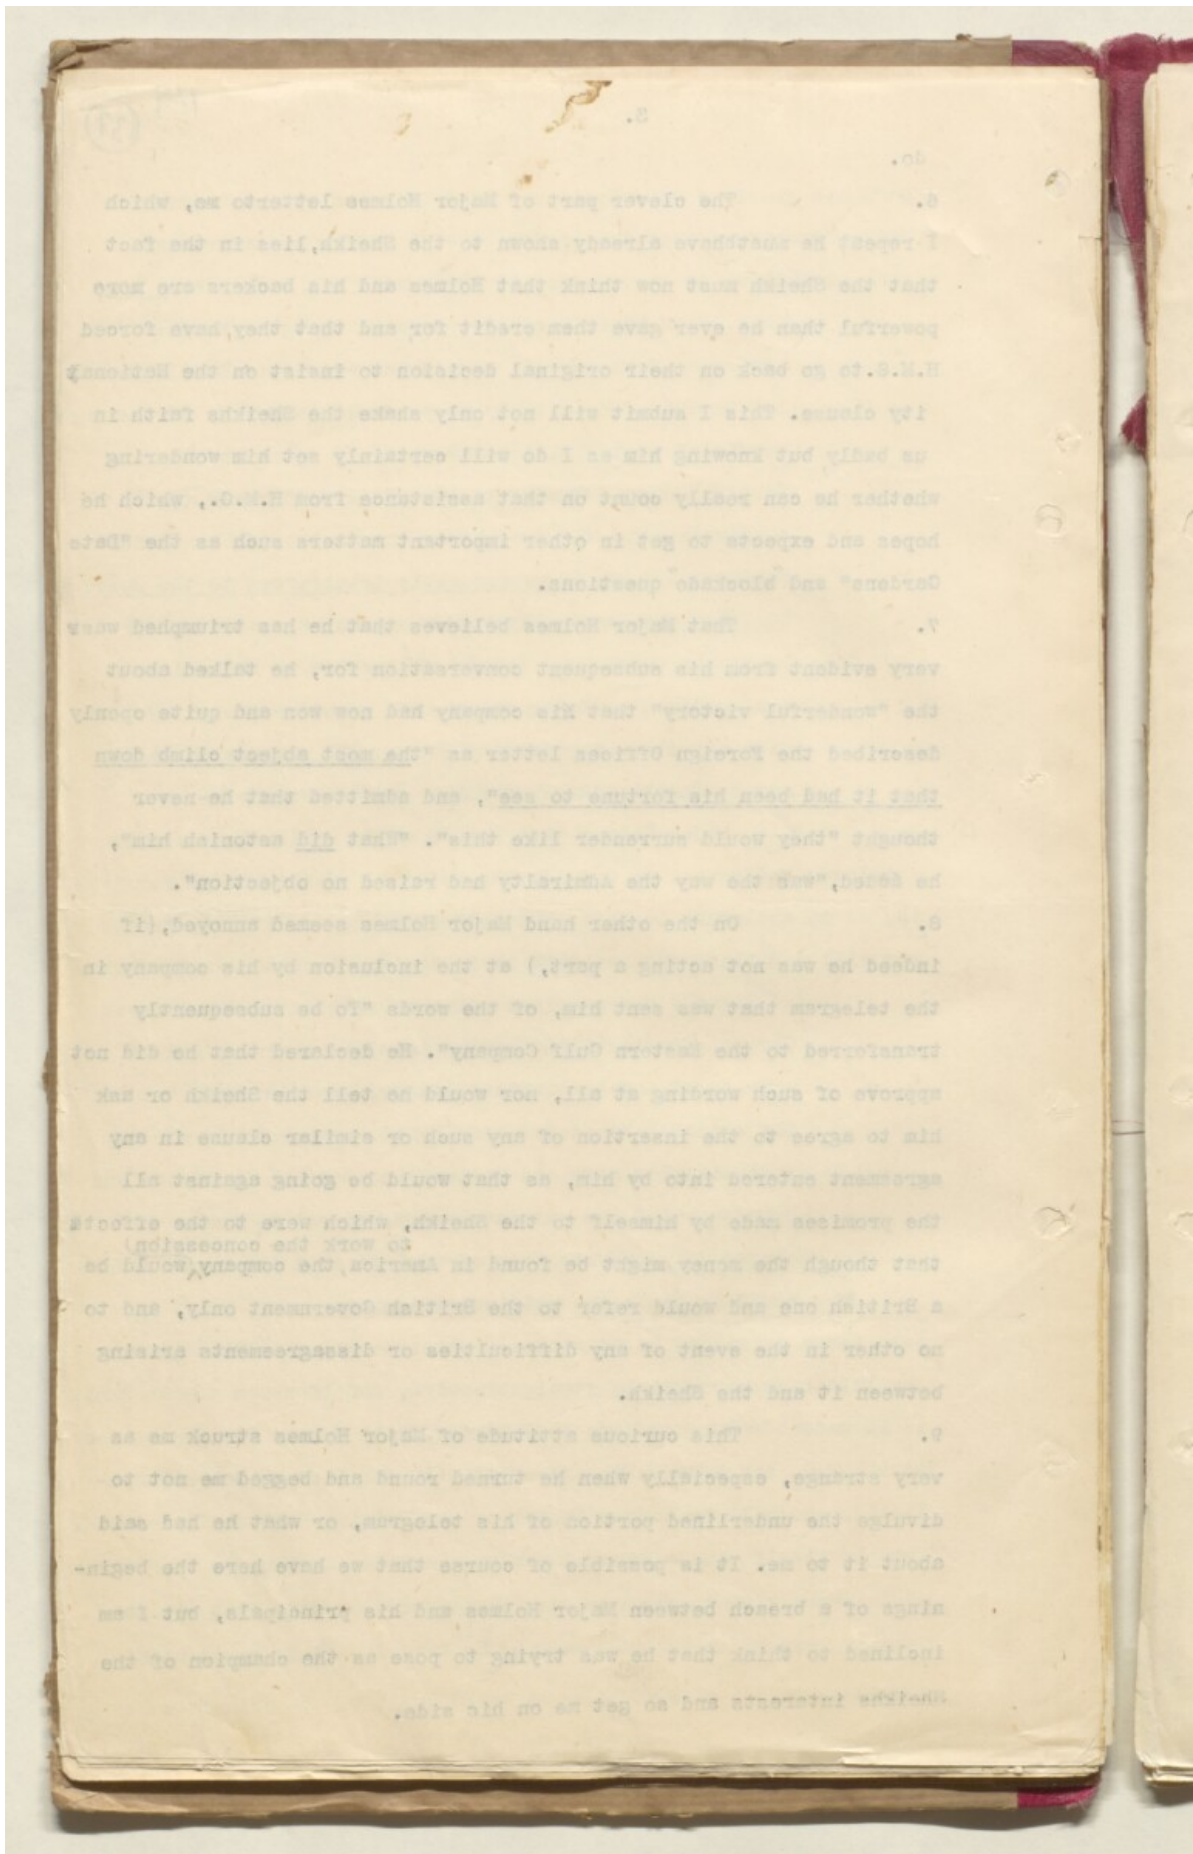 3.
do.
6. The clever part of Major Holmes letterto me, which
I repeat he musthave already shown to the Sheikh,lies in the fact
that the Sheikh must now think that Holmes and his backers are more
powerful than he ever gave them credit for and that they,have forced
H.M.G.to go back on their original decision to insist on the National
ity clause. This I submit will not only shake the Sheikhs faith in
us badly but knowing him as I do will certainly set him wondering
whether he can really count on that assistance from H.M.G., which he
hopes and expects to get in other important matters such as the "Date
Gardens" and blockade questions.
7. That Major Holmes believes that he has triumphed was
very evident from his subsequent conversation for, he talked about
the "wonderful victory" that his company had now won and quite openly
described the Foreign Offices letter as "the most abject climb down
that it had been his fortune to see", and admitted that he never
thought "they would surrender like this". "What did astonish him",
he added,"was the way the Admiralty had raised no objection".
8. On the other hand Major Holmes seemed annoyed,(if
indeed he was not acting a part,) at the inclusion by his company in
the telegram that was sent him, of the words "To be subsequently
transferred to the Eastern Gulf Company". He declared that he did not
approve of such wording at all, nor would he tell the Sheikh or ask
him to agree to the insertion of any such or similar clause in any
agreement entered into by him, as that would be going against all
the promises made by himself to the Sheikh, which were to the effects
to work the concession
that though the money might be found in America, the company would be
a British one and would refer to the British Government only, and to
no other in the event of any difficulties or disagreements arising
between it and the Sheikh.
9. This curious attitude of Major Holmes struck me as
very strange, especially when he turned round and begged me not to
divulge the underlined portion of his telegram, or what he had said
about it to me. It is possible of course that we have here the begin-
nings of a breach between Major Holmes and his principals, but I am
inclined to think that he was trying to pose as the champion of the
Sheikhs interests and so get me on his side.